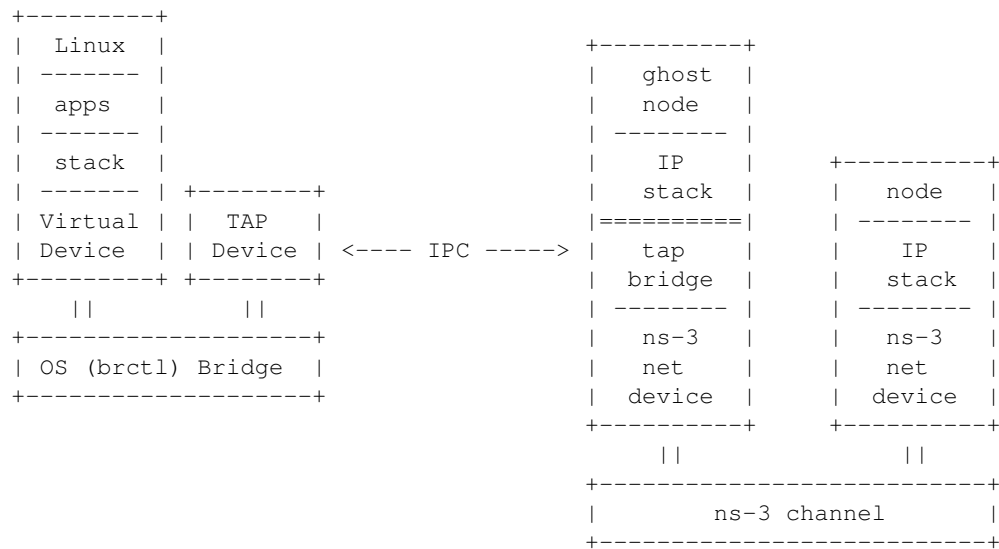 Linux
apps
stack
Virtual
Device
TAP
Device
OS (brctl) Bridge
<---- IPC ----->
ghost
node
IP
stack
tap
bridge
ns-3
net
device
node
IP
stack
ns-3
net
device
ns-3 channel